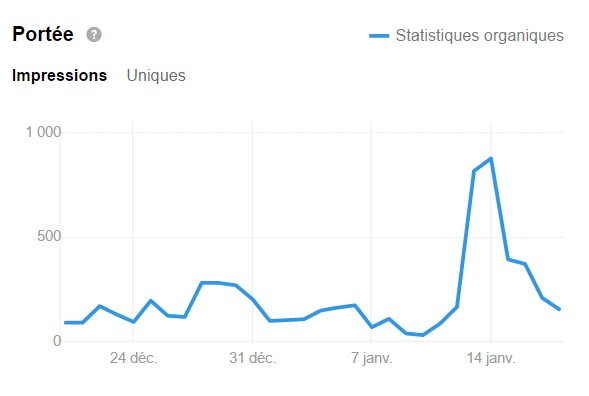 Portée ?
Statistiques organiques
Impressions Uniques
1 000
500
0
24 déc. 31 déc. 7 janv. 14 janv.